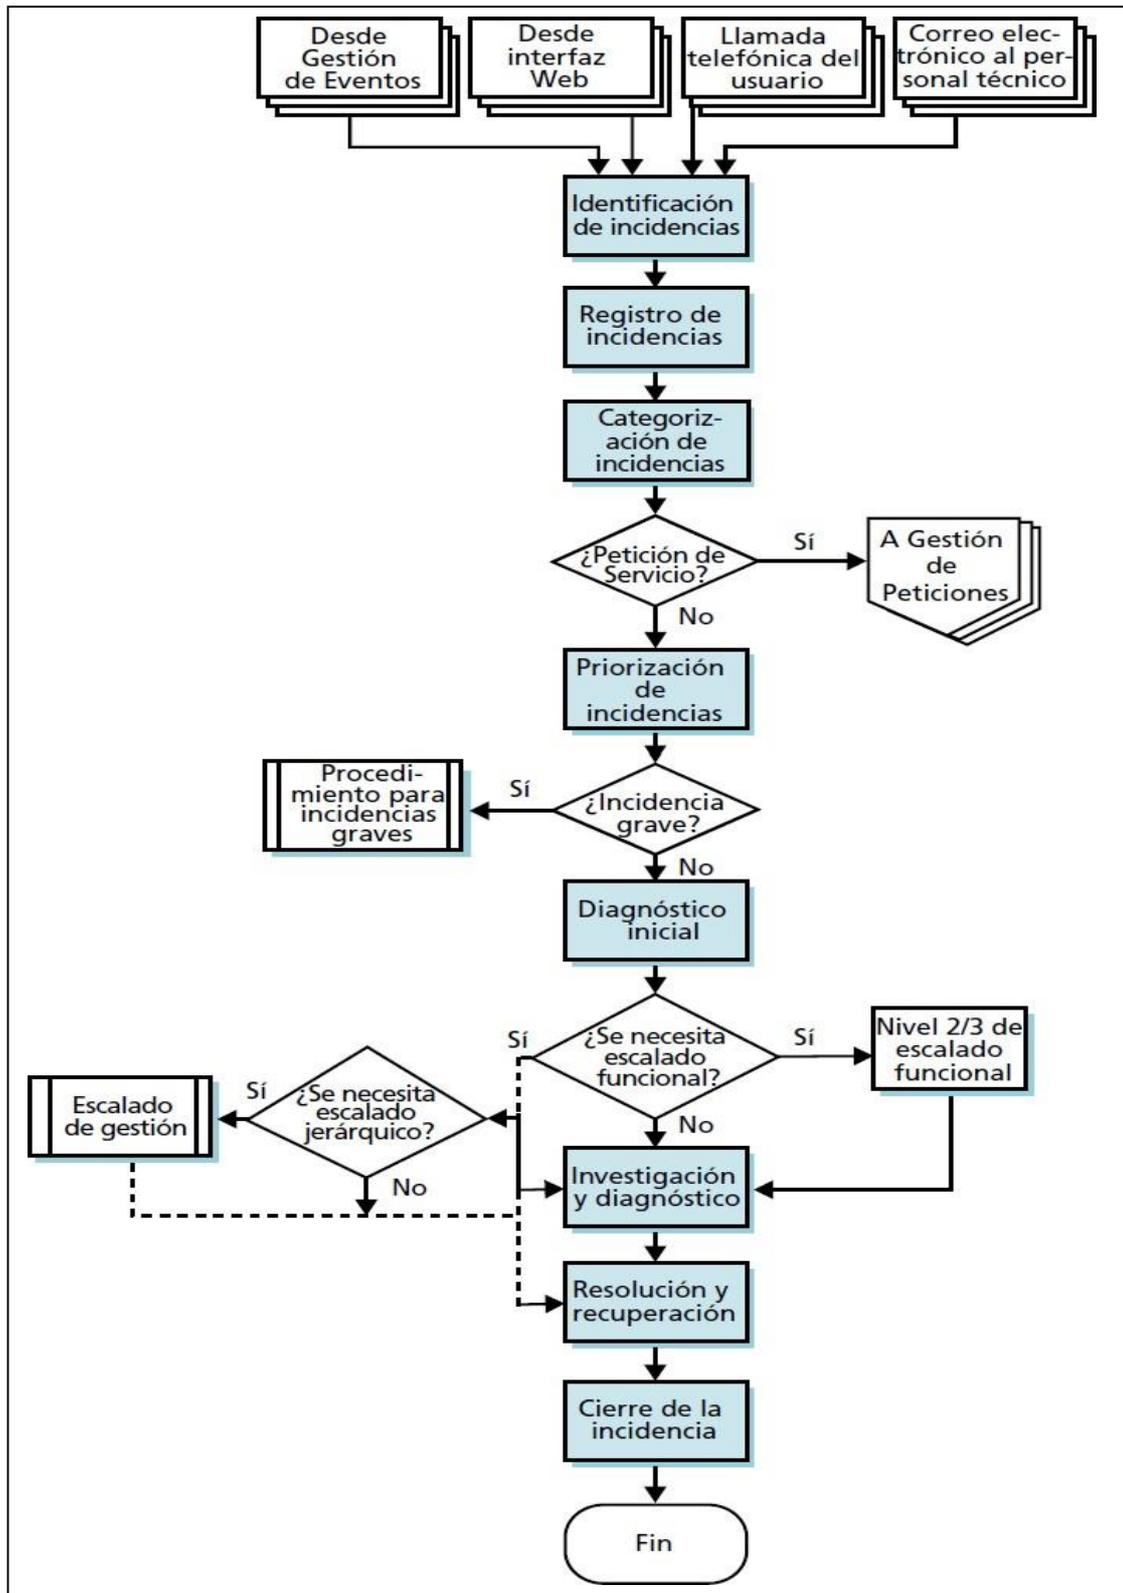 Desde
Gestión
de Eventos
Desde
interfaz
Web
Llamada
telefónica del
usuario
Correo elec-
trónico al per-
sonal técnico
Identificación
de incidencias
Registro de
incidencias
Categoriz-
ación de
incidencias
¿Petición de
Servicio?
Sí
A Gestión
de
Peticiones
No
Priorización
de
incidencias
Procedi-
miento para
incidencias
graves
Sí
¿Incidencia
grave?
No
Diagnóstico
inicial
Sí
¿Se necesita
escalado
funcional?
Sí
Nivel 2/3 de
escalado
funcional
Escalado
de gestión
Sí
¿Se necesita
escalado
jerárquico?
No
No
Investigación
y diagnóstico
Resolución y
recuperación
Cierre de la
incidencia
Fin